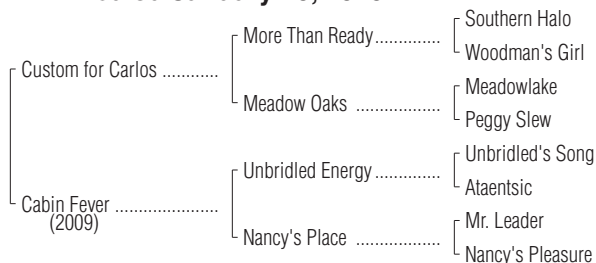 Southern Halo
More Than Ready
Woodman's Girl
Custom for Carlos
Meadowlake
Meadow Oaks
Peggy Slew
Unbridled's Song
Unbridled Energy
Ataentsic
Cabin Fever
(2009)
Mr. Leader
Nancy's Place
Nancy's Pleasure